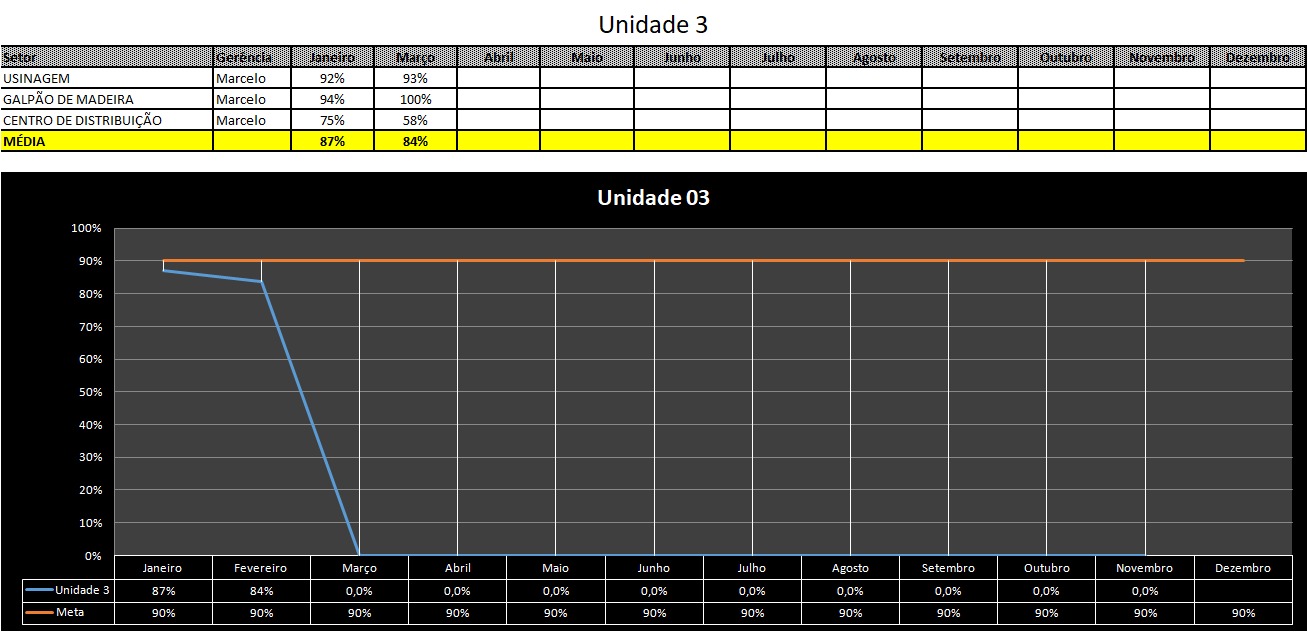 Unidade 3
Setor Gerência Janeiro Março Abril Maio Junho Julho Agosto Setembro Outubro Novembro Dezembro
USINAGEM Marcelo 92% 93%
GALPÃO DE MADEIRA Marcelo 94% 100%
CENTRO DE DISTRIBUIÇÃO Marcelo 75% 58%
MÉDIA 87% 84%
Unidade 03
100%
90%
80%
70%
60%
50%
40%
30%
20%
10%
0%
Janeiro Fevereiro Março Abril Maio Junho Julho Agosto Setembro Outubro Novembro Dezembro
Unidade 3 87% 84% 0,0% 0,0% 0,0% 0,0% 0,0% 0,0% 0,0% 0,0% 0,0%
Meta 90% 90% 90% 90% 90% 90% 90% 90% 90% 90% 90% 90%